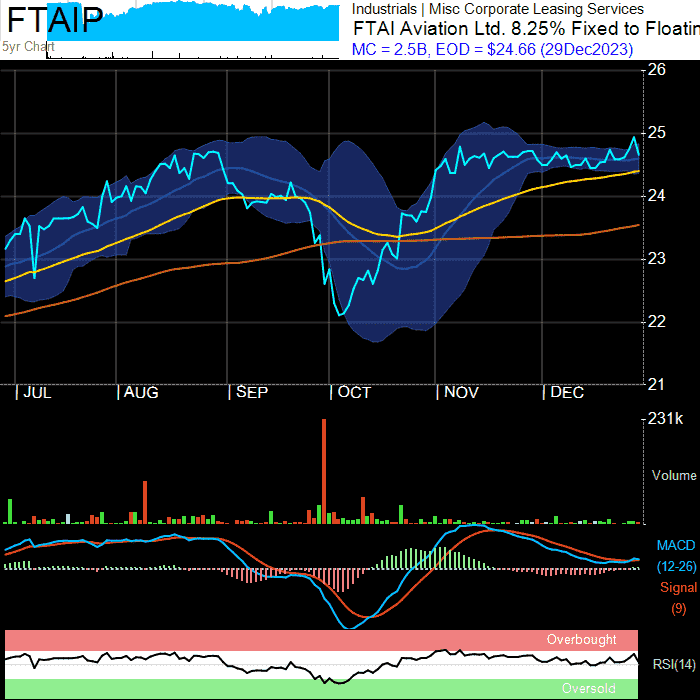 FTAIP
5yr Chart
Industrials | Misc Corporate Leasing Services
FTAI Aviation Ltd. 8.25% Fixed to Floatin
MC = 2.5B, EOD = $24.66 (29Dec2023)
26
25
24
23
22
21
JUL AUG SEP OCT NOV DEC
231k
Volume
MACD
(12-26)
Signal
(9)
Overbought
RSI(14)
Oversold